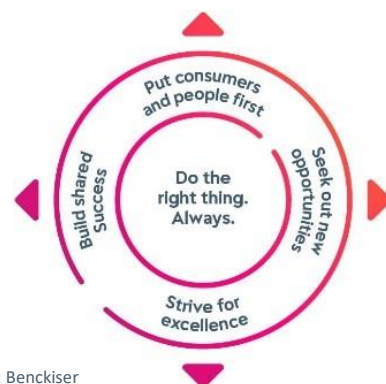 Put consumers
and people first
Seek out new
opportunities
Do the
right thing.
Always.
Build shared
Success
Strive for
excellence
Benckiser